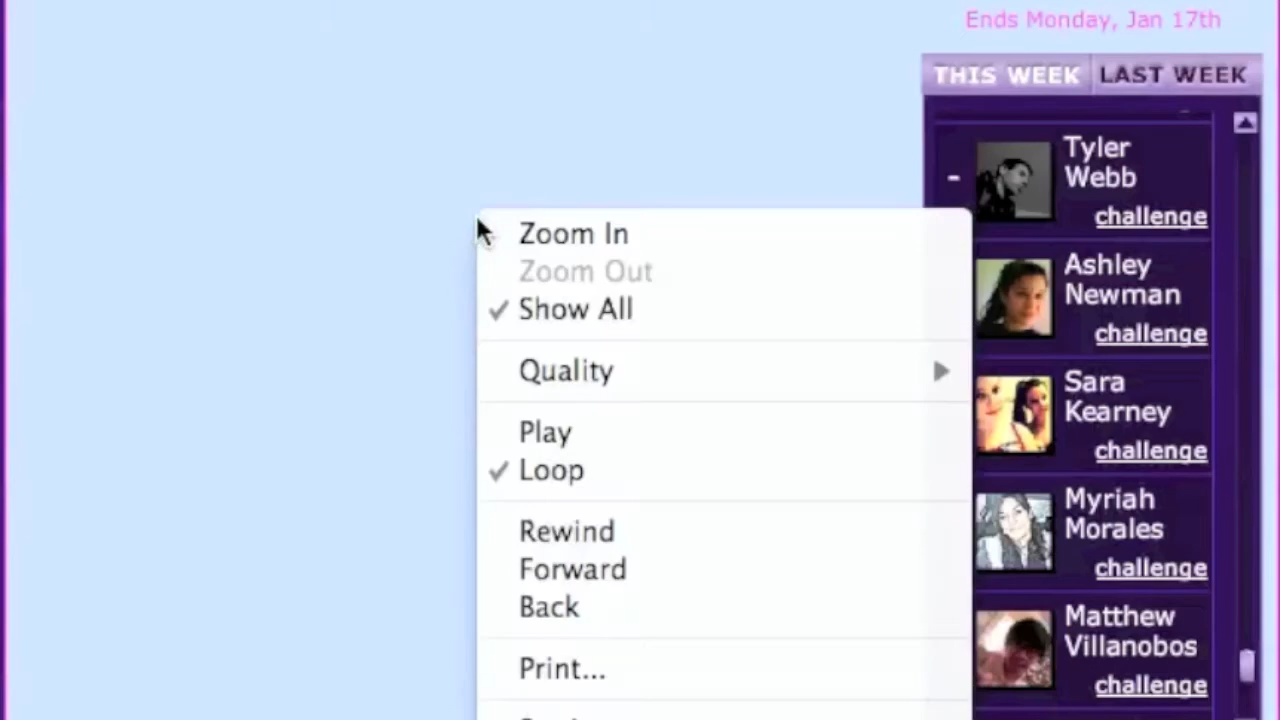 Ends Monday, Jan 17th
THIS WEEK
LAST WEEK
-
Tyler
Webb
challenge
Ashley
Newman
challenge
Sara
Kearney
challenge
Myriah
Morales
challenge
Matthew
Villanobos
challenge
Zoom In
Zoom Out
Show All
Quality
Play
Loop
Rewind
Forward
Back
Print...